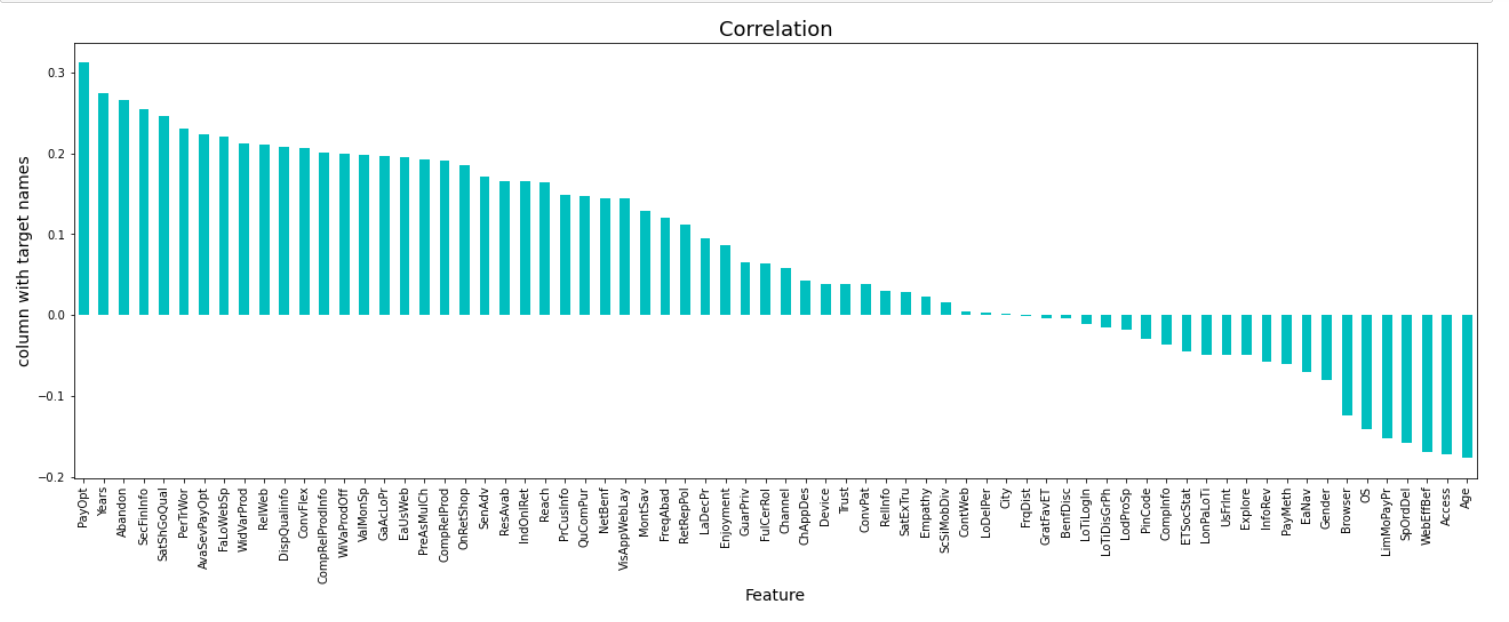 Correlation
0.3
0.2
0.1
0.0
−0.1
−0.2
column with target names
PayOpt
Years
Abandon
SecFinInfo
SatShGoQual
PerTrWor
AvaSevPayOpt
FaLoWebSp
WidVarProd
RelWeb
DispQualnfo
ConvFlex
CompRelProdInfo
WiVaProdOff
ValMonSp
GaAcLoPr
EaUsWeb
PreAsMulCh
CompRelProd
OnRetShop
SenAdv
ResAvab
IndOnlRet
Reach
PrCusInfo
QuComPur
NetBenf
VisAppWebLay
MontSav
FreqAbad
RetRepPol
LaDecPr
Enjoyment
GuarPriv
FulCerRol
Channel
ChAppDes
Device
Trust
ConvPat
RelInfo
SatExTru
Empathy
ScSiMobDiv
ContWeb
LoDelPer
City
FrqDist
GratFavET
BenfDisc
LoTiLogIn
LoTiDisGrPh
LodProSp
PinCode
CompInfo
ETSocStat
LonPaLoTi
UsFrInt
Explore
InfoRev
PayMeth
EaNav
Gender
Browser
OS
LimMoPayPr
SpOrdDel
WebEffBef
Access
Age
Feature